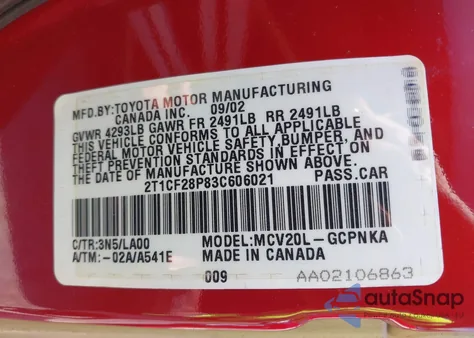 MFD.BY:TOYOTA MOTOR MANUFACTURING
CANADA INC. 09/02
GVWR 4293LB GAWR FR 2491LB RR 2491LB
THIS VEHICLE CONFORMS TO ALL APPLICABLE
FEDERAL MOTOR VEHICLE SAFETY,BUMPER, AND
THEFT PREVENTION STANDARDS IN EFFECT ON
THE DATE OF MANUFACTURE SHOWN ABOVE.
2T1CF28P83C606021 PASS.CAR
C/TR:3N5/LA00 MODEL:MCV20L-GCPNKA
A/TM:-02A/A541E MADE IN CANADA
009 AA02106863
autoSnap